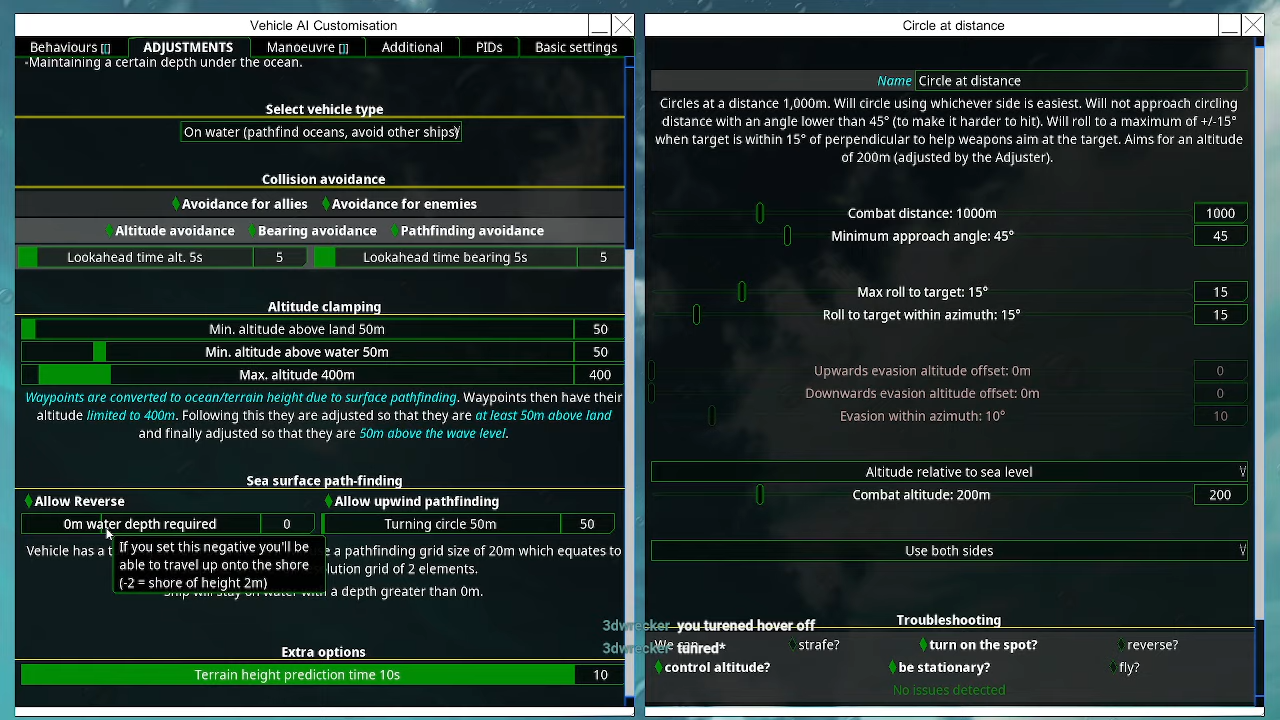 Vehicle AI Customisation
Behaviours [[]]
ADJUSTMENTS
Manoeuvre [[]]
Additional
PIDs
Basic settings
-Maintaining a certain depth under the ocean.
Select vehicle type
On water (pathfind oceans, avoid other ships)
Collision avoidance
Avoidance for allies
Avoidance for enemies
Altitude avoidance
Bearing avoidance
Pathfinding avoidance
Lookahead time alt. 5s
5
Lookahead time bearing 5s
5
Altitude clamping
Min. altitude above land 50m
50
Min. altitude above water 50m
50
Max. altitude 400m
400
Waypoints are converted to ocean/terrain height due to surface pathfinding. Waypoints then have their
altitude limited to 400m. Following this they are adjusted so that they are at least 50m above land
and finally adjusted so that they are 50m above the wave level.
Sea surface path-finding
Allow Reverse
Allow upwind pathfinding
0m water depth required
0
Turning circle 50m
50
Vehicle has a t
e a pathfinding grid size of 20m which equates to
olution grid of 2 elements.
Ship will stay on water with a depth greater than 0m.
If you set this negative you'll be
able to travel up onto the shore
(-2 = shore of height 2m)
Extra options
Terrain height prediction time 10s
10
Circle at distance
Name
Circle at distance
Circles at a distance 1,000m. Will circle using whichever side is easiest. Will not approach circling
distance with an angle lower than 45° (to make it harder to hit). Will roll to a maximum of +/-15°
when target is within 15° of perpendicular to help weapons aim at the target. Aims for an altitude
of 200m (adjusted by the Adjuster).
Combat distance: 1000m
1000
Minimum approach angle: 45°
45
Max roll to target: 15°
15
Roll to target within azimuth: 15°
15
Upwards evasion altitude offset: 0m
0
Downwards evasion altitude offset: 0m
0
Evasion within azimuth: 10°
10
Altitude relative to sea level
Combat altitude: 200m
200
Use both sides
Troubleshooting
We can
strafe?
turn on the spot?
reverse?
control altitude?
be stationary?
fly?
No issues detected
3dwrecker you turened hover off
3dwrecker tunred*